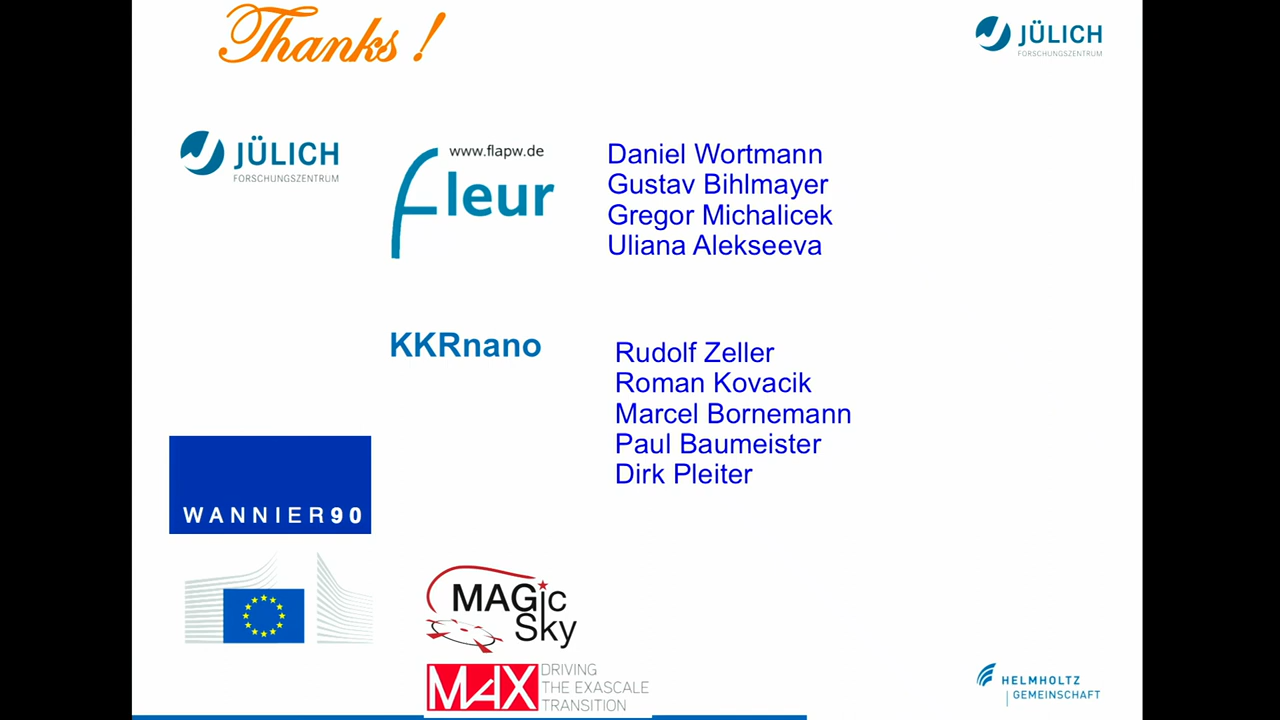 Thanks !
JÜLICH
FORSCHUNGSZENTRUM
JÜLICH
FORSCHUNGSZENTRUM
www.flapw.de
fleur
Daniel Wortmann
Gustav Bihlmayer
Gregor Michalicek
Uliana Alekseeva
KKRnano
Rudolf Zeller
Roman Kovacik
Marcel Bornemann
Paul Baumeister
Dirk Pleiter
WANNIER90
MAGic
Sky
MAX
DRIVING
THE EXASCALE
TRANSITION
HELMHOLTZ
GEMEINSCHAFT